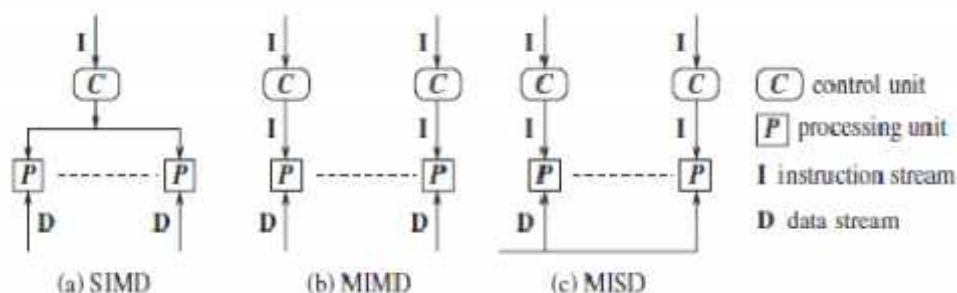 I I I I I
C C C C C
C control unit
I I I I
P processing unit
P P P P P P
I instruction stream
D D D D D
D data stream
(a) SIMD (b) MIMD (c) MISD